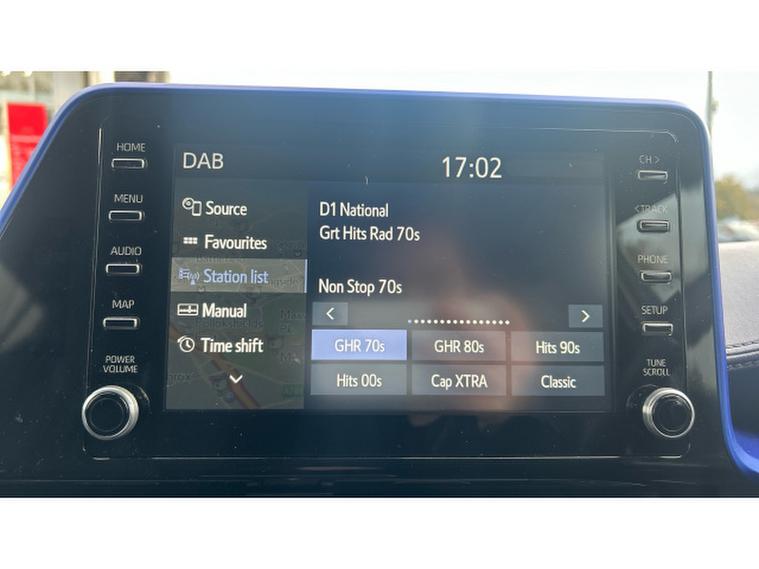 HOME
MENU
AUDIO
MAP
POWER
VOLUME
DAB
17:02
Source
Favourites
Station list
Manual
Time shift
D1 National
Grt Hits Rad 70s
Non Stop 70s
<
>
GHR 70s
GHR 80s
Hits 90s
Hits 00s
Cap XTRA
Classic
CH >
< TRACK
PHONE
SETUP
TUNE
SCROLL